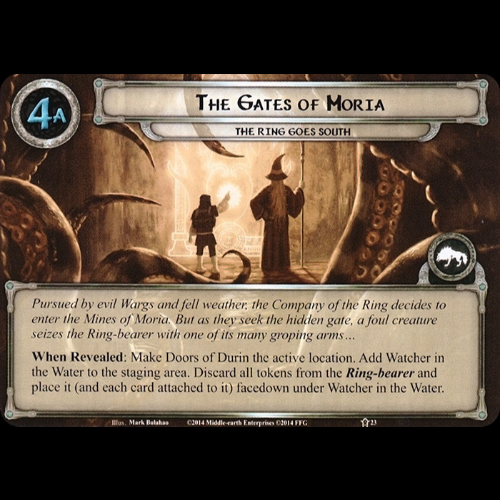 4A
THE GATES OF MORIA
THE RING GOES SOUTH
Pursued by evil Wargs and fell weather, the Company of the Ring decides to
enter the Mines of Moria. But as they seek the hidden gate, a foul creature
seizes the Ring-bearer with one of its many groping arms…
When Revealed: Make Doors of Durin the active location. Add Watcher in
the Water to the staging area. Discard all tokens from the Ring-bearer and
place it (and each card attached to it) facedown under Watcher in the Water.
Illus. Mark Bulahao ©2014 Middle-earth Enterprises ©2014 FFG 23